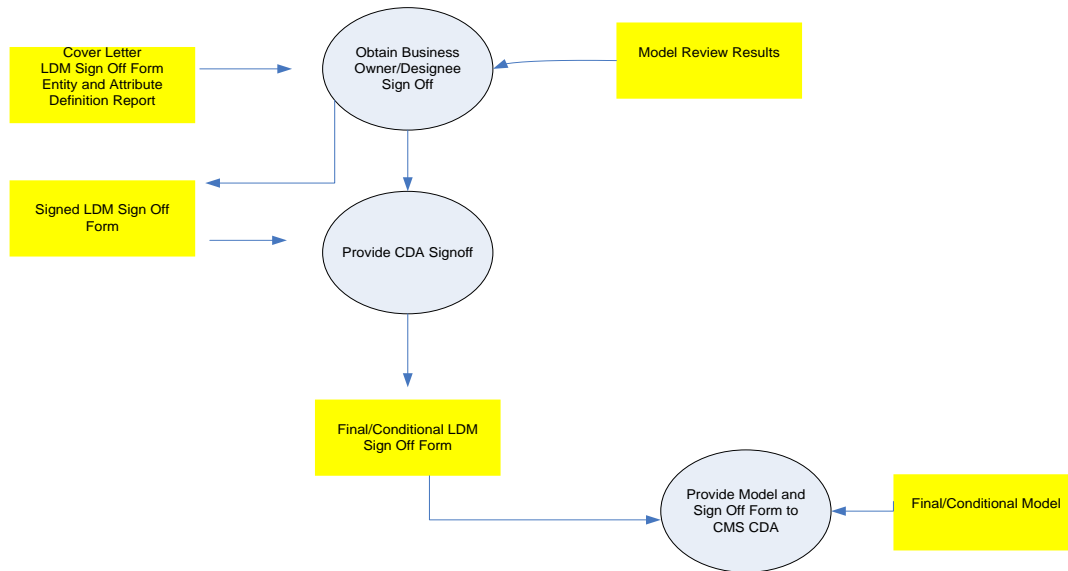 Cover Letter
LDM Sign Off Form
Entity and Attribute
Definition Report
Obtain Business
Owner/Designee
Sign Off
Model Review Results
Signed LDM Sign Off
Form
Provide CDA Signoff
Final/Conditional LDM
Sign Off Form
Provide Model and
Sign Off Form to
CMS CDA
Final/Conditional Model